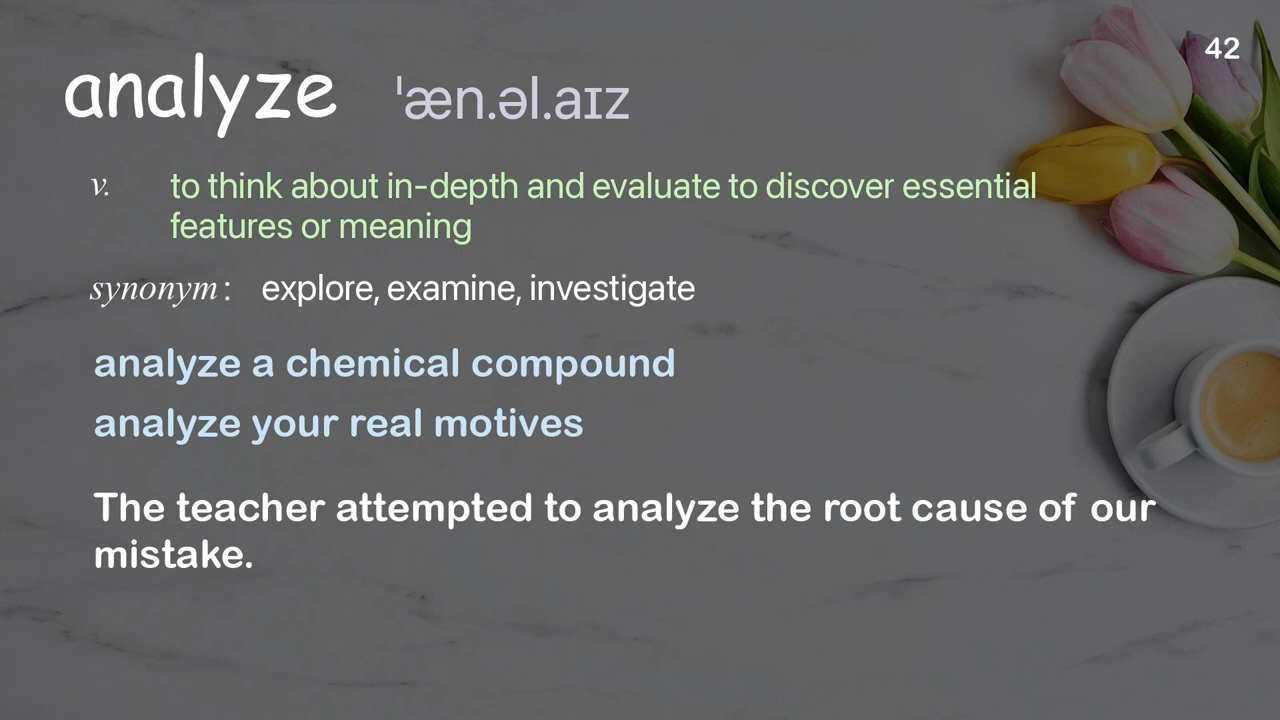 42
analyze ˈæn.əl.aɪz
v. to think about in-depth and evaluate to discover essential
features or meaning
synonym: explore, examine, investigate
analyze a chemical compound
analyze your real motives
The teacher attempted to analyze the root cause of our
mistake.